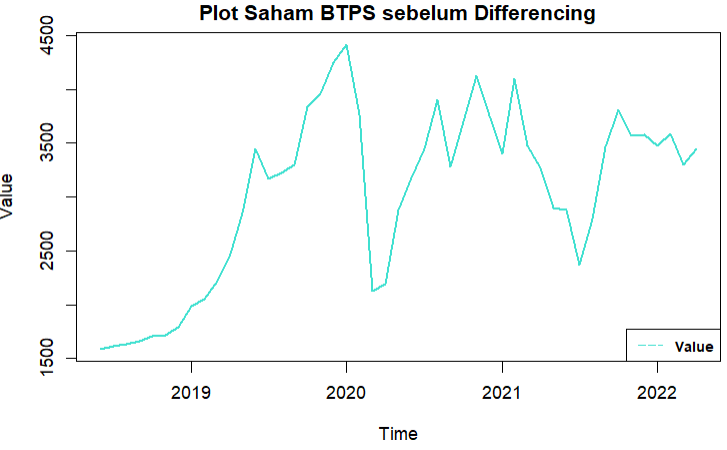 Plot Saham BTPS sebelum Differencing
Value
4500
3500
2500
1500
Value
2019 2020 2021 2022
Time